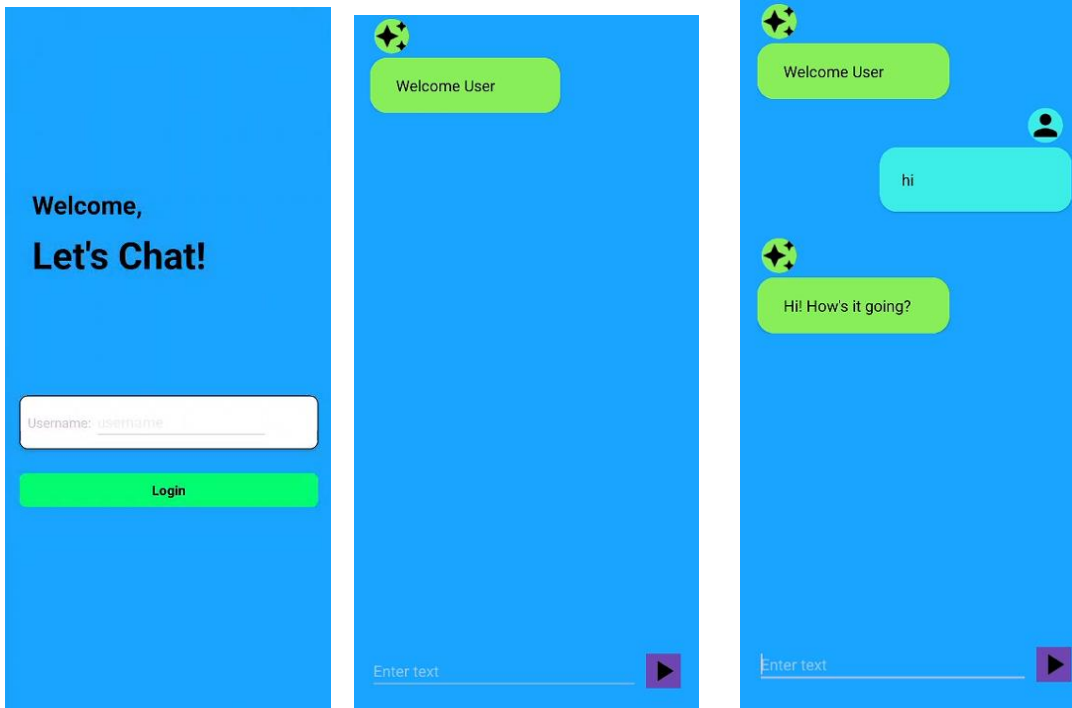 Welcome,
Let's Chat!
Username: username
Login
Welcome User
Enter text
Welcome User
hi
Hi! How's it going?
Enter text